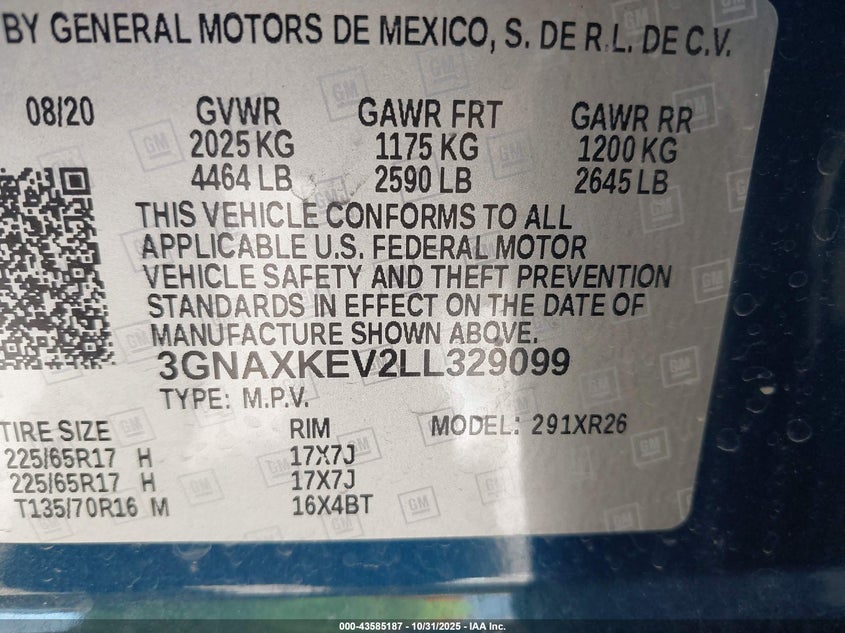 BY GENERAL MOTORS DE MEXICO, S. DE R.L. DE C.V.
08/20 GVWR GAWR FRT GAWR RR
2025 KG 1175 KG 1200 KG
4464 LB 2590 LB 2645 LB
THIS VEHICLE CONFORMS TO ALL
APPLICABLE U.S. FEDERAL MOTOR
VEHICLE SAFETY AND THEFT PREVENTION
STANDARDS IN EFFECT ON THE DATE OF
MANUFACTURE SHOWN ABOVE.
3GNAXKEV2LL329099
TYPE: M.P.V.
TIRE SIZE RIM MODEL: 291XR26
225/65R17 H 17X7J
225/65R17 H 17X7J
T135/70R16 M 16X4BT
GM
000-43585187 - 10/31/2025 - IAA Inc.